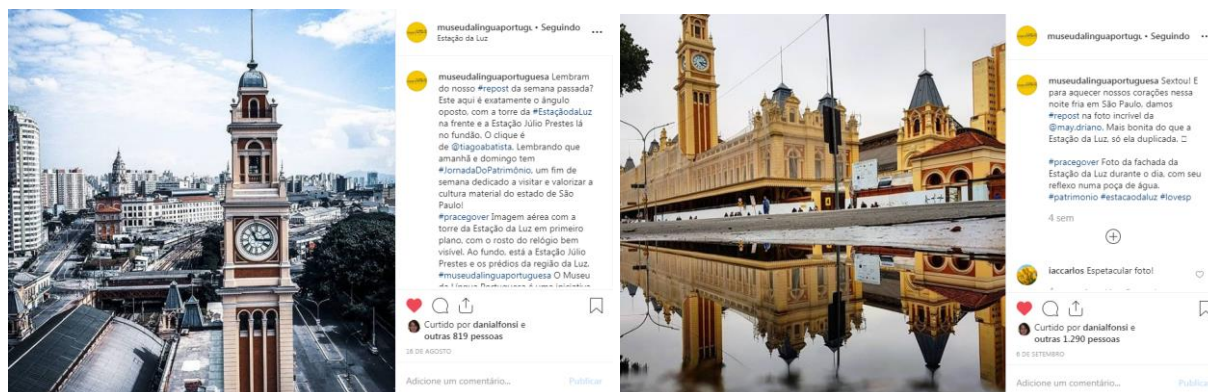 museudalinguaportugu. • Seguindo ...
Estação da Luz
museudalinguaportuguesa Lembram
do nosso #repost da semana passada?
Este aqui é exatamente o ângulo
oposto, com a torre da #EstaçãodaLuz
na frente e a Estação Júlio Prestes lá
no fundão. O clique é
de @tiagoabatista. Lembrando que
amanhã e domingo tem
#JornadaDoPatrimônio, um fim de
semana dedicado a visitar e valorizar a
cultura material do estado de São
Paulo!
#pracegover Imagem aérea com a
torre da Estação da Luz em primeiro
plano, com o rosto do relógio bem
visível. Ao fundo, está a Estação Júlio
Prestes e os prédios da região da Luz.
#museudalinguaportuguesa O Museu
Curtido por danialfonsi e
outras 819 pessoas
DE AGOSTO
Adicione um comentário... Publicar
museudalinguaportugu. • Seguindo ...
museudalinguaportuguesa Sextou! E
para aquecer nossos corações nessa
noite fria em São Paulo, damos
#repost na foto incrível da
@may.driano. Mais bonita do que a
Estação da Luz, só ela duplicada.
#pracegover Foto da fachada da
Estação da Luz durante o dia, com seu
reflexo numa poça de água.
#patrimonio #estacaodaluz #lovesp
4 sem
iaccarlos Espetacular foto!
Curtido por danialfonsi e
outras 1.290 pessoas
6 DE SETEMBRO
Adicione um comentário... Publicar